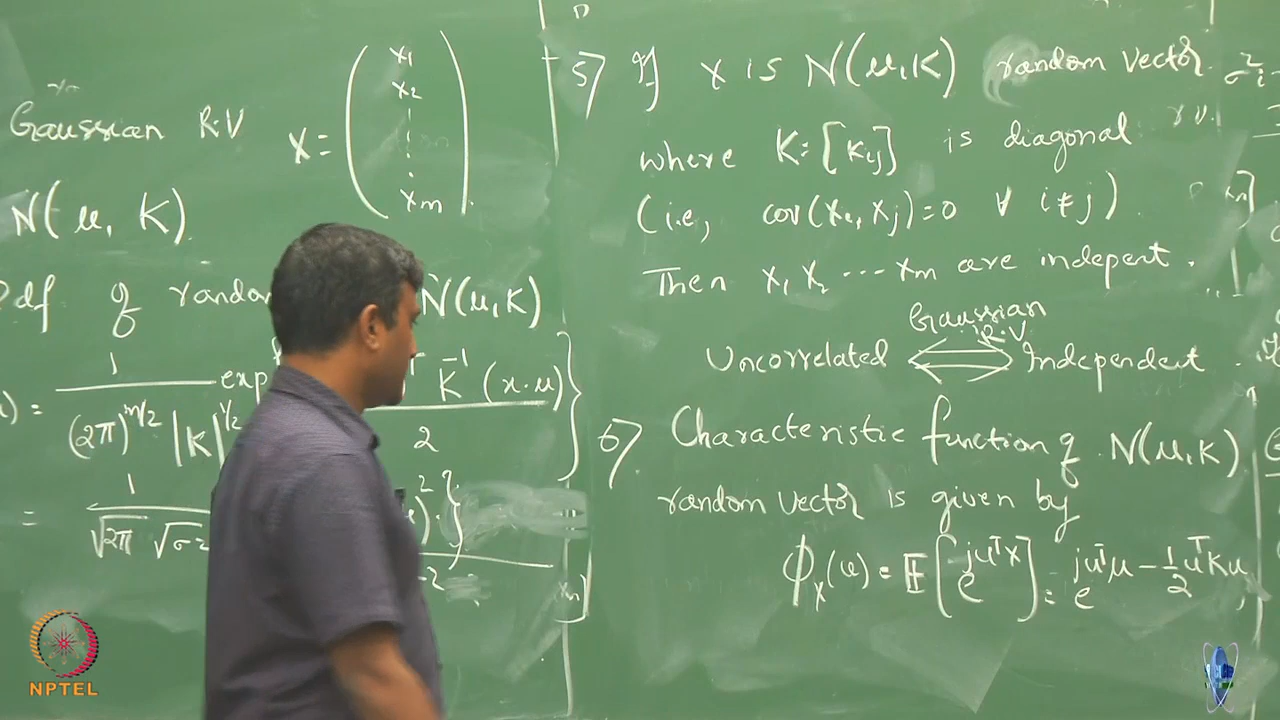 Gaussian R.V
X = ( x1 x2 ⋮ xm )
N(μ, K)
Pdf of N(μ, K)
1 / (2π)^{m/2} |K|^{1/2} exp K^{-1} (x-μ) / 2 }
= 1 / √2π √σ2
5) If X is N(μ, K) random vector.
where K = [Kij] is diagonal
(i.e, cov(Xi, Xj) = 0 ∀ i≠j)
Then X1 X2 ... Xm are indepent.
Gaussian
R.V
Uncorrelated ⟺ Independent.
6) Characteristic function of N(μ, K)
random vector is given by
ϕ_X(u) = E[e^{ju^T X}] = e^{ju^T μ - 1/2 u^T K u},
NPTEL